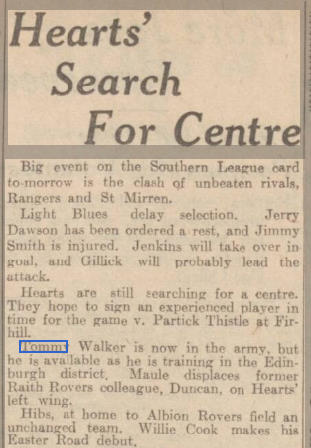 Hearts'
Search
For Centre
Big event on the Southern League card
to-morrow is the clash of unbeaten rivals,
Rangers and St Mirren.
Light Blues delay selection. Jerry
Dawson has been ordered a rest, and Jimmy
Smith is injured. Jenkins will take over in
goal, and Gillick will probably lead the
attack.
Hearts are still searching for a centre.
They hope to sign an experienced player in
time for the game v. Partick Thistle at Fir-
hill.
Tommy Walker is now in the army, but
he is available as he is training in the Edin-
burgh district. Maule displaces former
Raith Rovers colleague, Duncan, on Hearts'
left wing.
Hibs, at home to Albion Rovers field an
unchanged team. Willie Cook makes his
Easter Road debut.